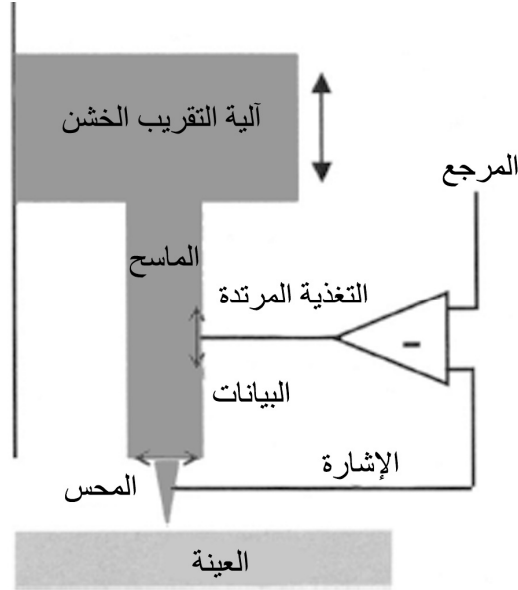 آلية التقريب الخشن
المرجع
الماسح
التغذية المرتدة
-
البيانات
الإشارة
المحس
العينة